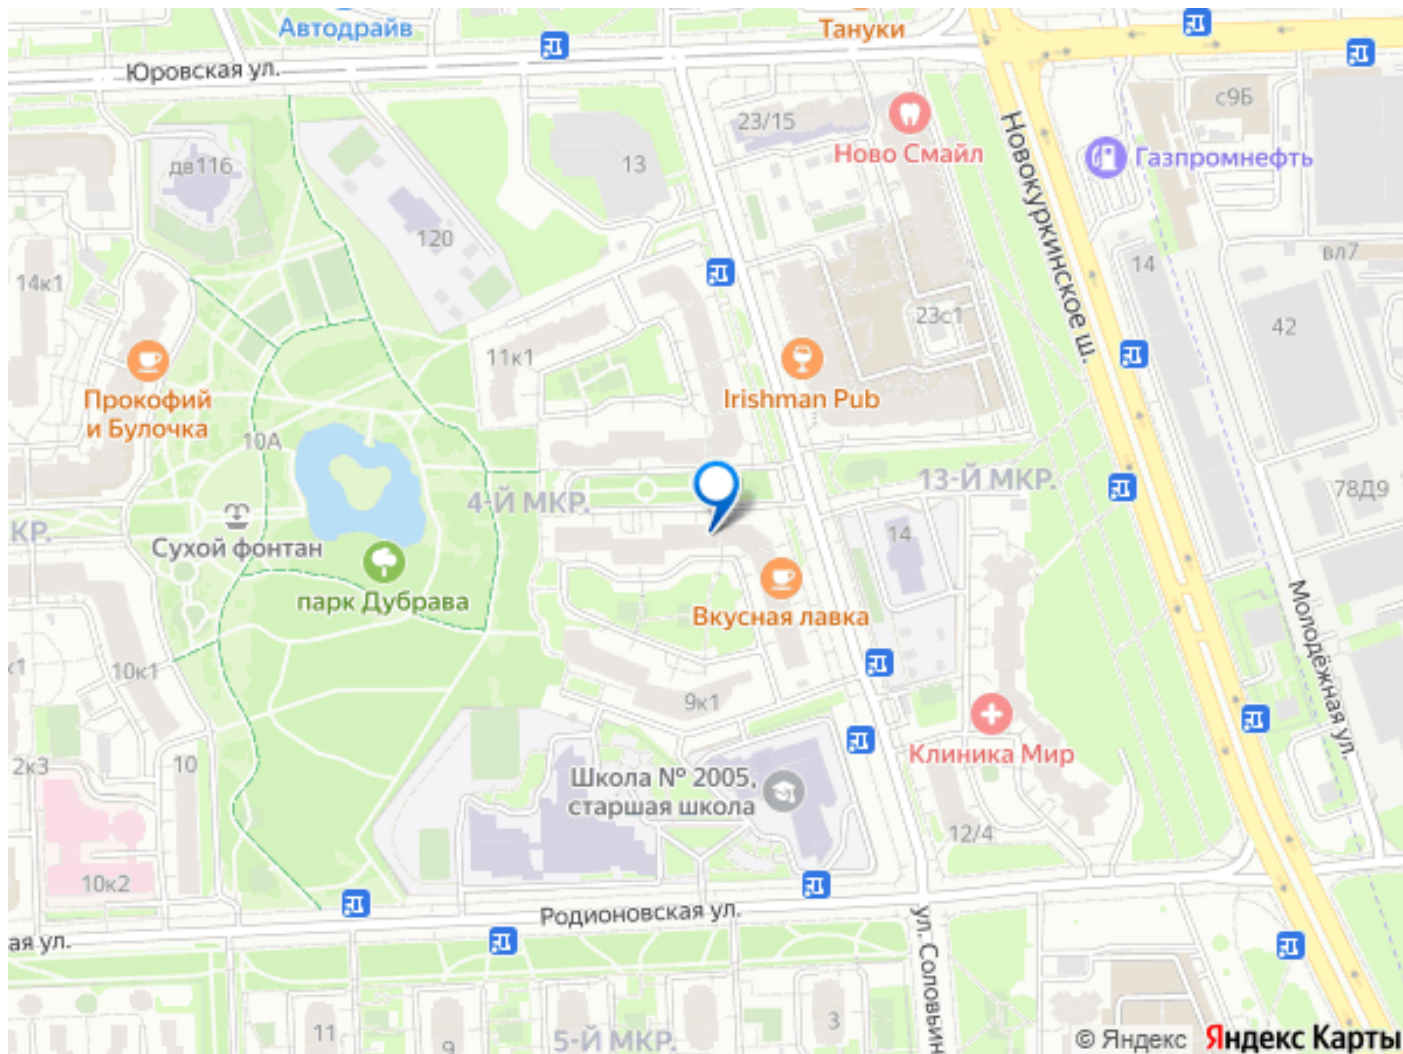 Автодрайв
Тануки
Юровская ул.
с9Б
23/15
Ново Смайл
Газпромнефть
Новокуркинское ш.
дв116
13
120
14к1
14
вл7
42
23с1
11к1
Irishman Pub
Прокофий
и Булочка
10А
4-Й МКР.
13-Й МКР.
78Д9
КР.
Сухой фонтан
14
парк Дубрава
Вкусная лавка
Молодёжная ул.
к1
10к1
9к1
Клиника Мир
2к3
10
Школа № 2005,
старшая школа
12/4
10к2
Родионовская ул.
ая ул.
ул. Соловьин
11
9
5-Й МКР.
3
© Яндекс Яндекс Карты